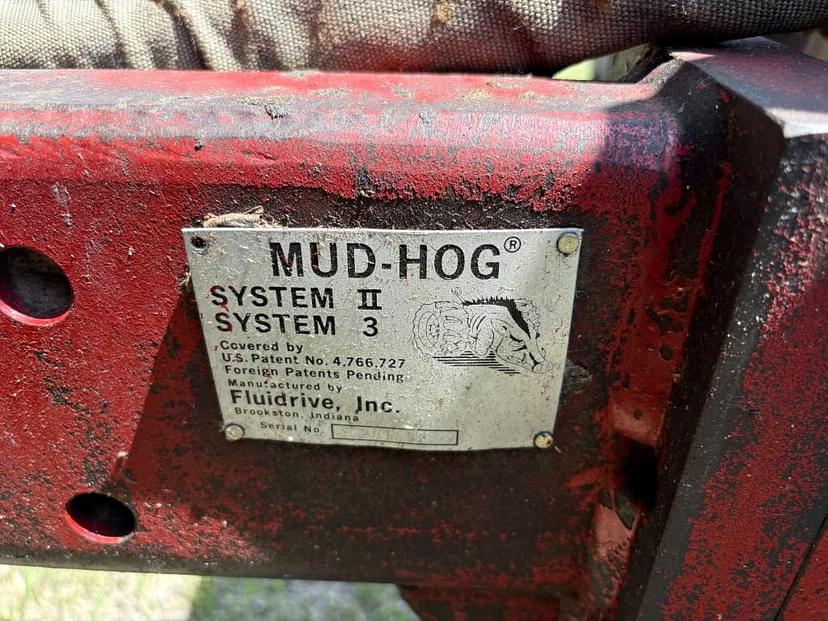 MUD-HOG®
SYSTEM II
SYSTEM 3
Covered by
U.S. Patent No. 4,766,727
Foreign Patents Pending
Manufactured by
Fluidrive, Inc.
Brookston, Indiana
Serial No.